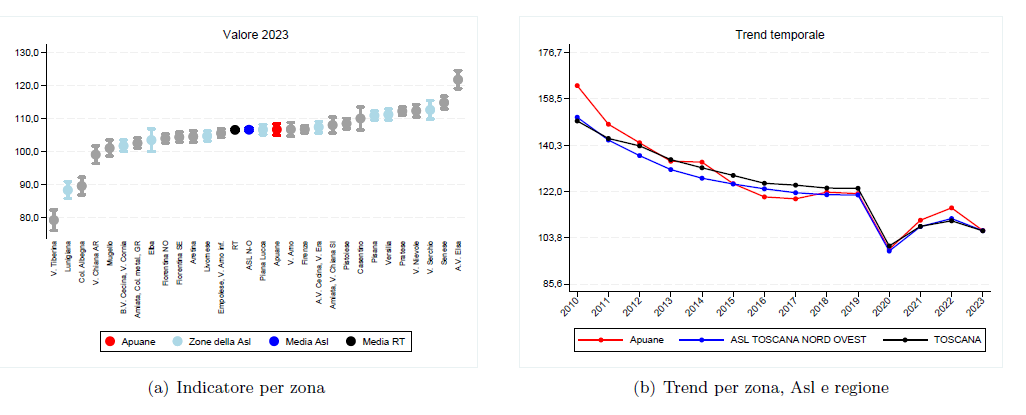 Valore 2023
130,0
120,0
110,0
100,0
90,0
80,0
V. Tiberina
Lunigiana
Col. Albegna
V. Chiana AR
Mugello
B.V. Cecina, V. Cornia
Amiata, Col. metal., GR
Elba
Fiorentina NO
Fiorentina SE
Aretina
Livornese
Empolese, V. Arno inf.
RT
ASL N-O
Piana Lucca
Apuane
V. Arno
Firenze
A.V. Cecina, V. Era
Amiata, V. Chiana SI
Pistoiese
Casentino
Pisana
Versilia
Pratese
V. Nievole
V. Serchio
Senese
A.V. Elsa
Apuane
Zone della Asl
Media Asl
Media RT
(a) Indicatore per zona
Trend temporale
176,7
158,5
140,3
122,0
103,8
85,6
2010
2011
2012
2013
2014
2015
2016
2017
2018
2019
2020
2021
2022
2023
Apuane
ASL TOSCANA NORD OVEST
TOSCANA
(b) Trend per zona, Asl e regione